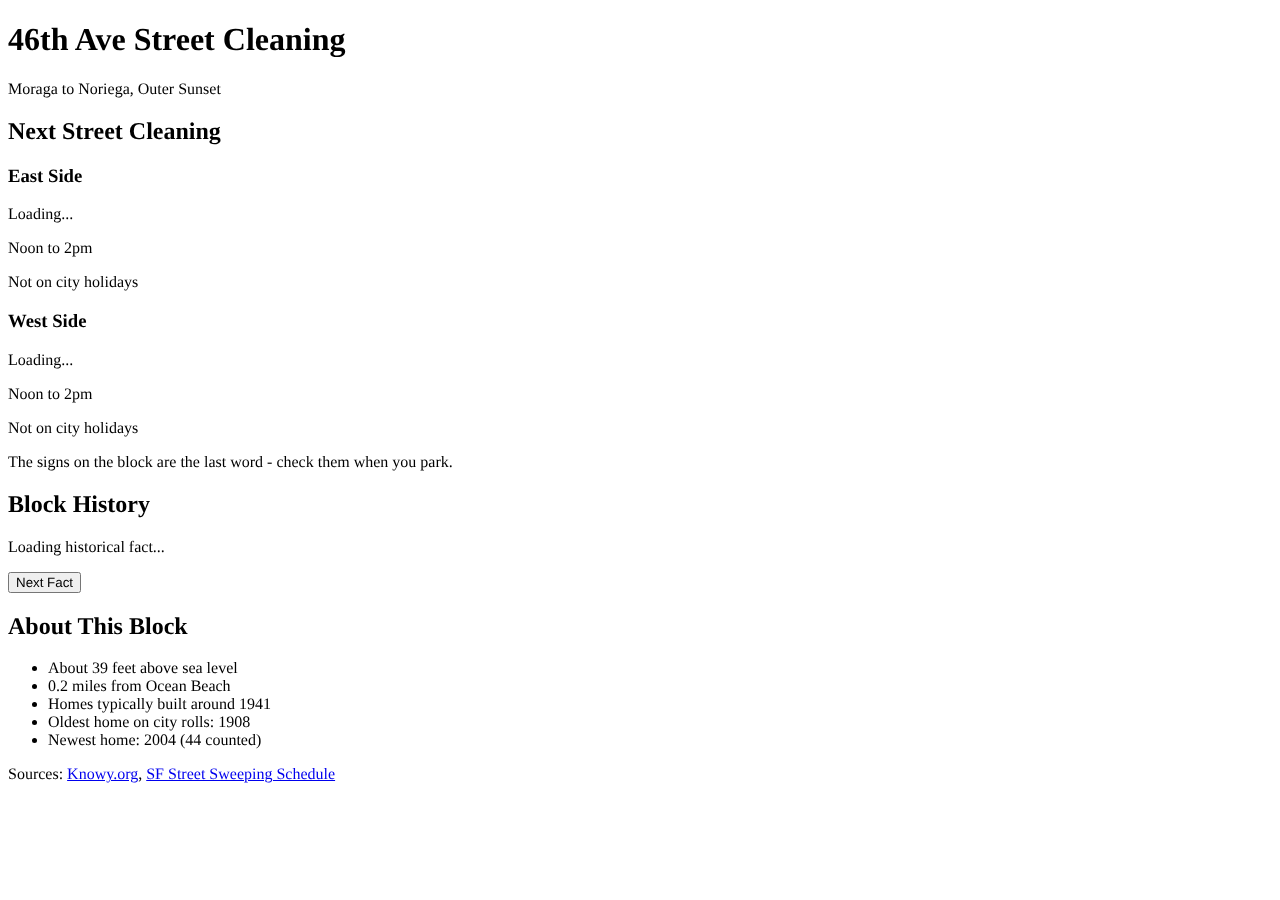 46th Ave Street Cleaning
Moraga to Noriega, Outer Sunset
Next Street Cleaning
East Side
Loading...
Noon to 2pm
Not on city holidays
West Side
Loading...
Noon to 2pm
Not on city holidays
The signs on the block are the last word - check them when you park.
Block History
Loading historical fact...
Next Fact
About This Block
About 39 feet above sea level
0.2 miles from Ocean Beach
Homes typically built around 1941
Oldest home on city rolls: 1908
Newest home: 2004 (44 counted)
Sources: Knowy.org, SF Street Sweeping Schedule